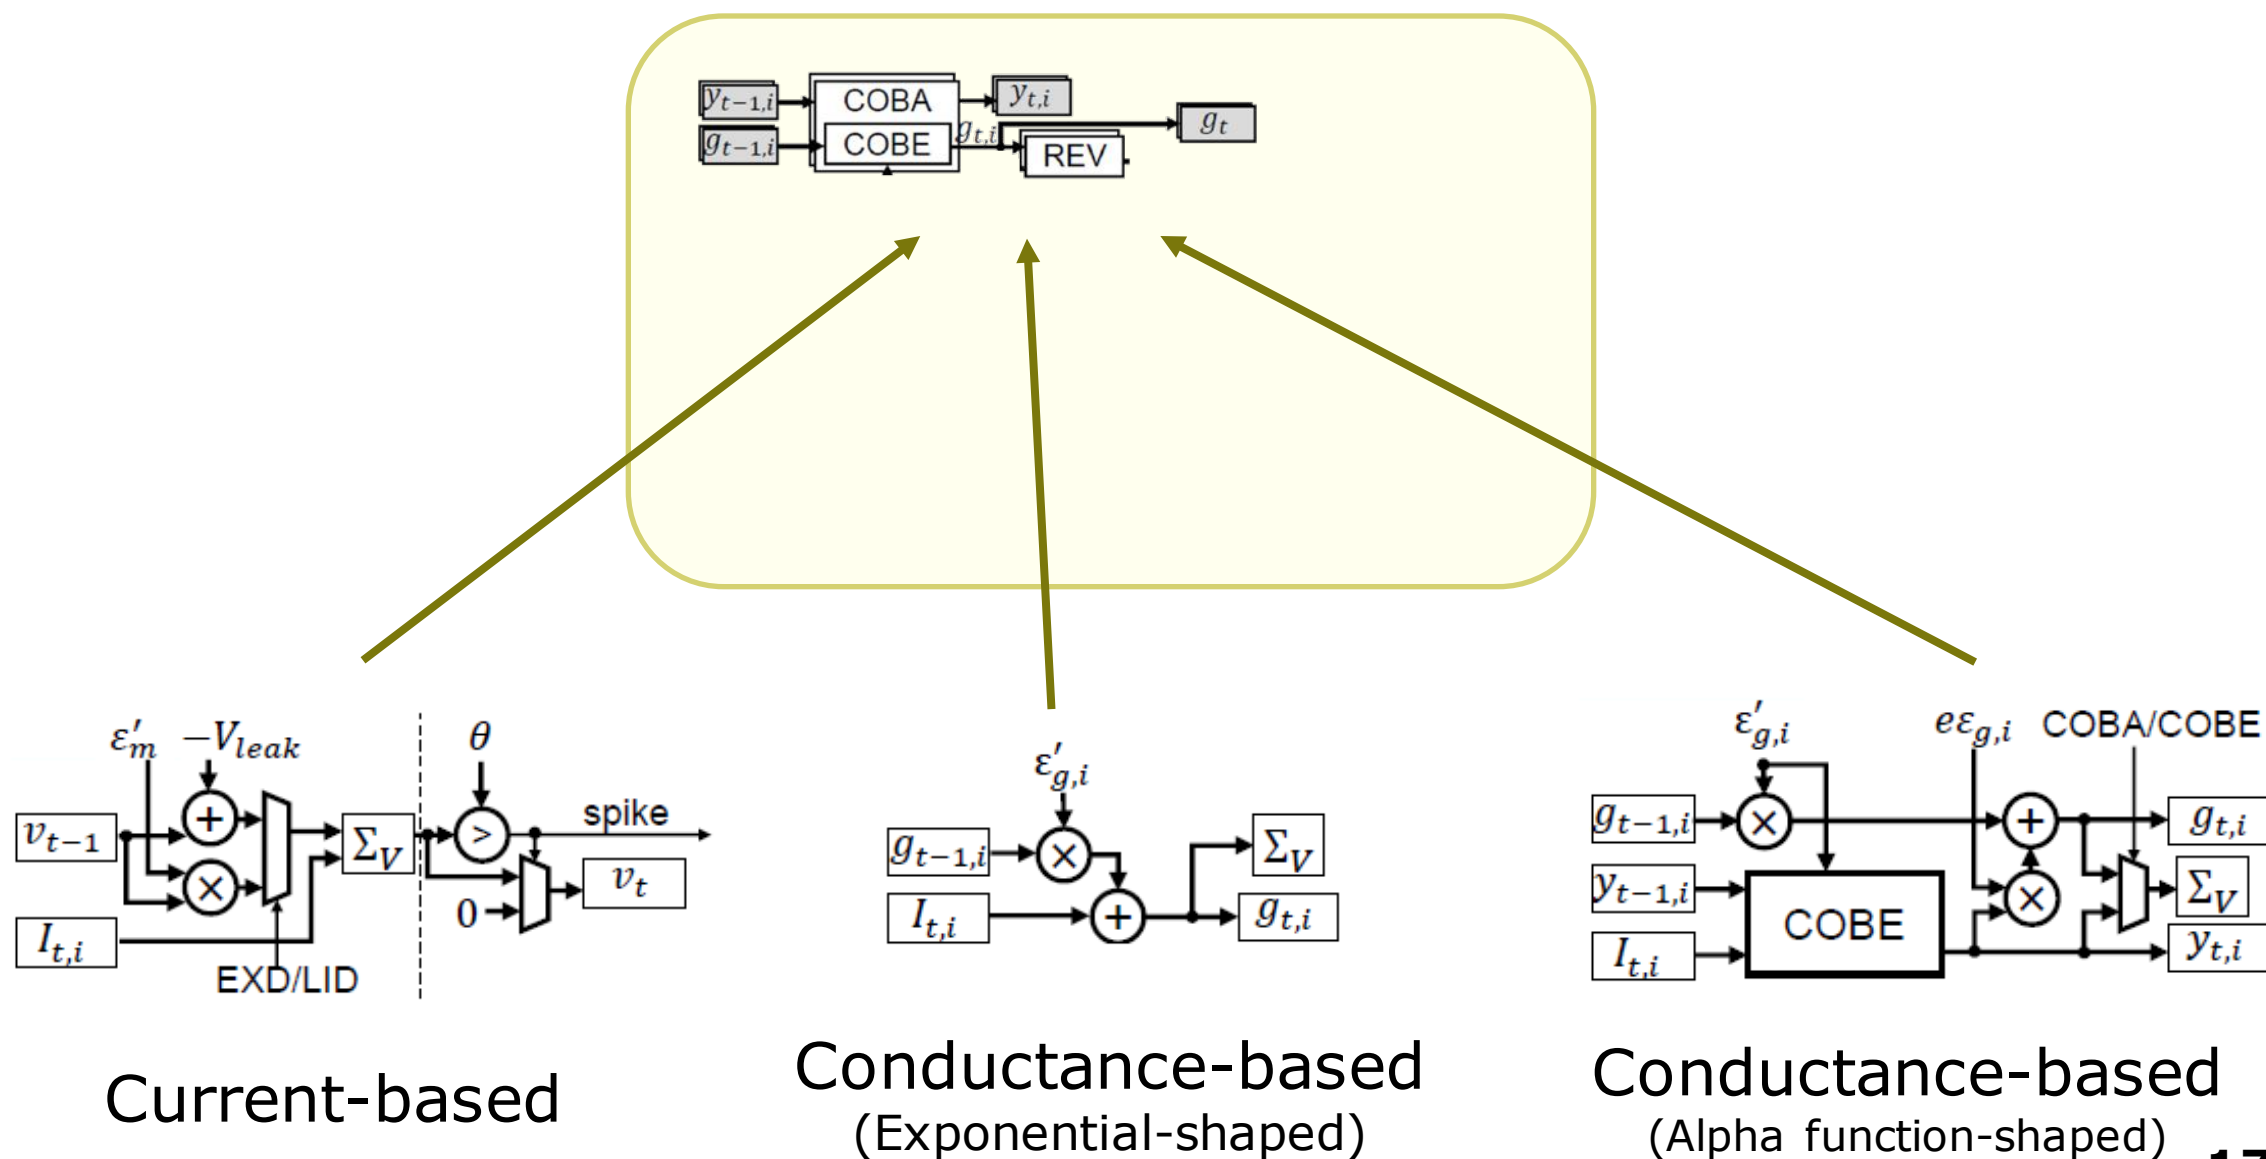 y_{t-1,i} COBA y_{t,i}
g_{t-1,i} COBE g_{t,i} REV g_t
ε'_m -V_{leak} θ
v_{t-1} + × Σ_V > spike
v_t
0
I_{t,i}
EXD/LID
Current-based
ε'_{g,i}
g_{t-1,i} × Σ_V
I_{t,i} + g_{t,i}
Conductance-based
(Exponential-shaped)
ε'_{g,i} eε_{g,i} COBA/COBE
g_{t-1,i} × + g_{t,i}
y_{t-1,i} COBE × Σ_V
I_{t,i} y_{t,i}
Conductance-based
(Alpha function-shaped)